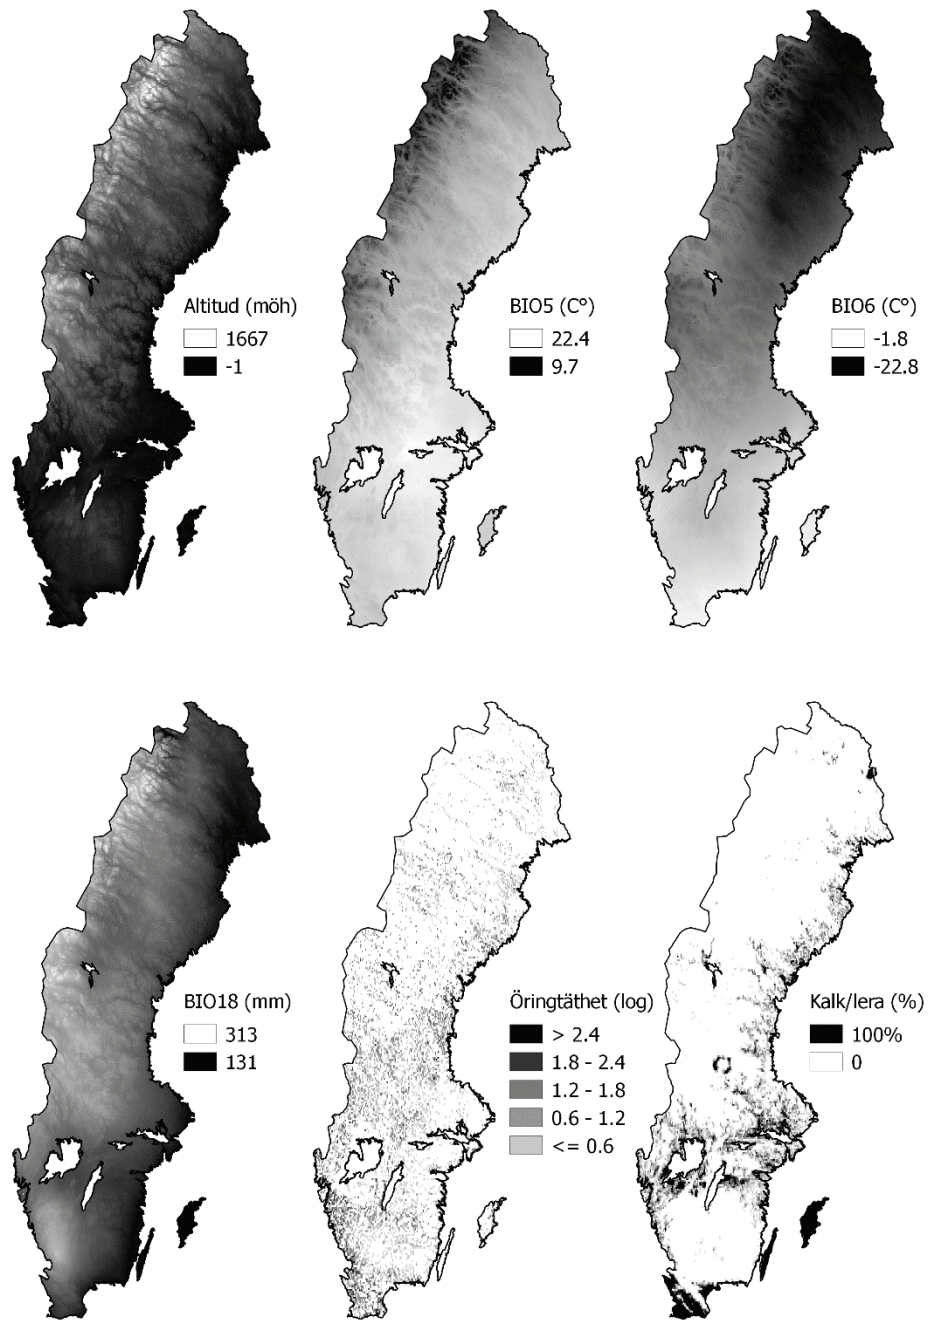 Altitud (möh)
1667
-1
BIO5 (C°)
22.4
9.7
BIO6 (C°)
-1.8
-22.8
BIO18 (mm)
313
131
Öringtäthet (log)
> 2.4
1.8 - 2.4
1.2 - 1.8
0.6 - 1.2
<= 0.6
Kalk/lera (%)
100%
0